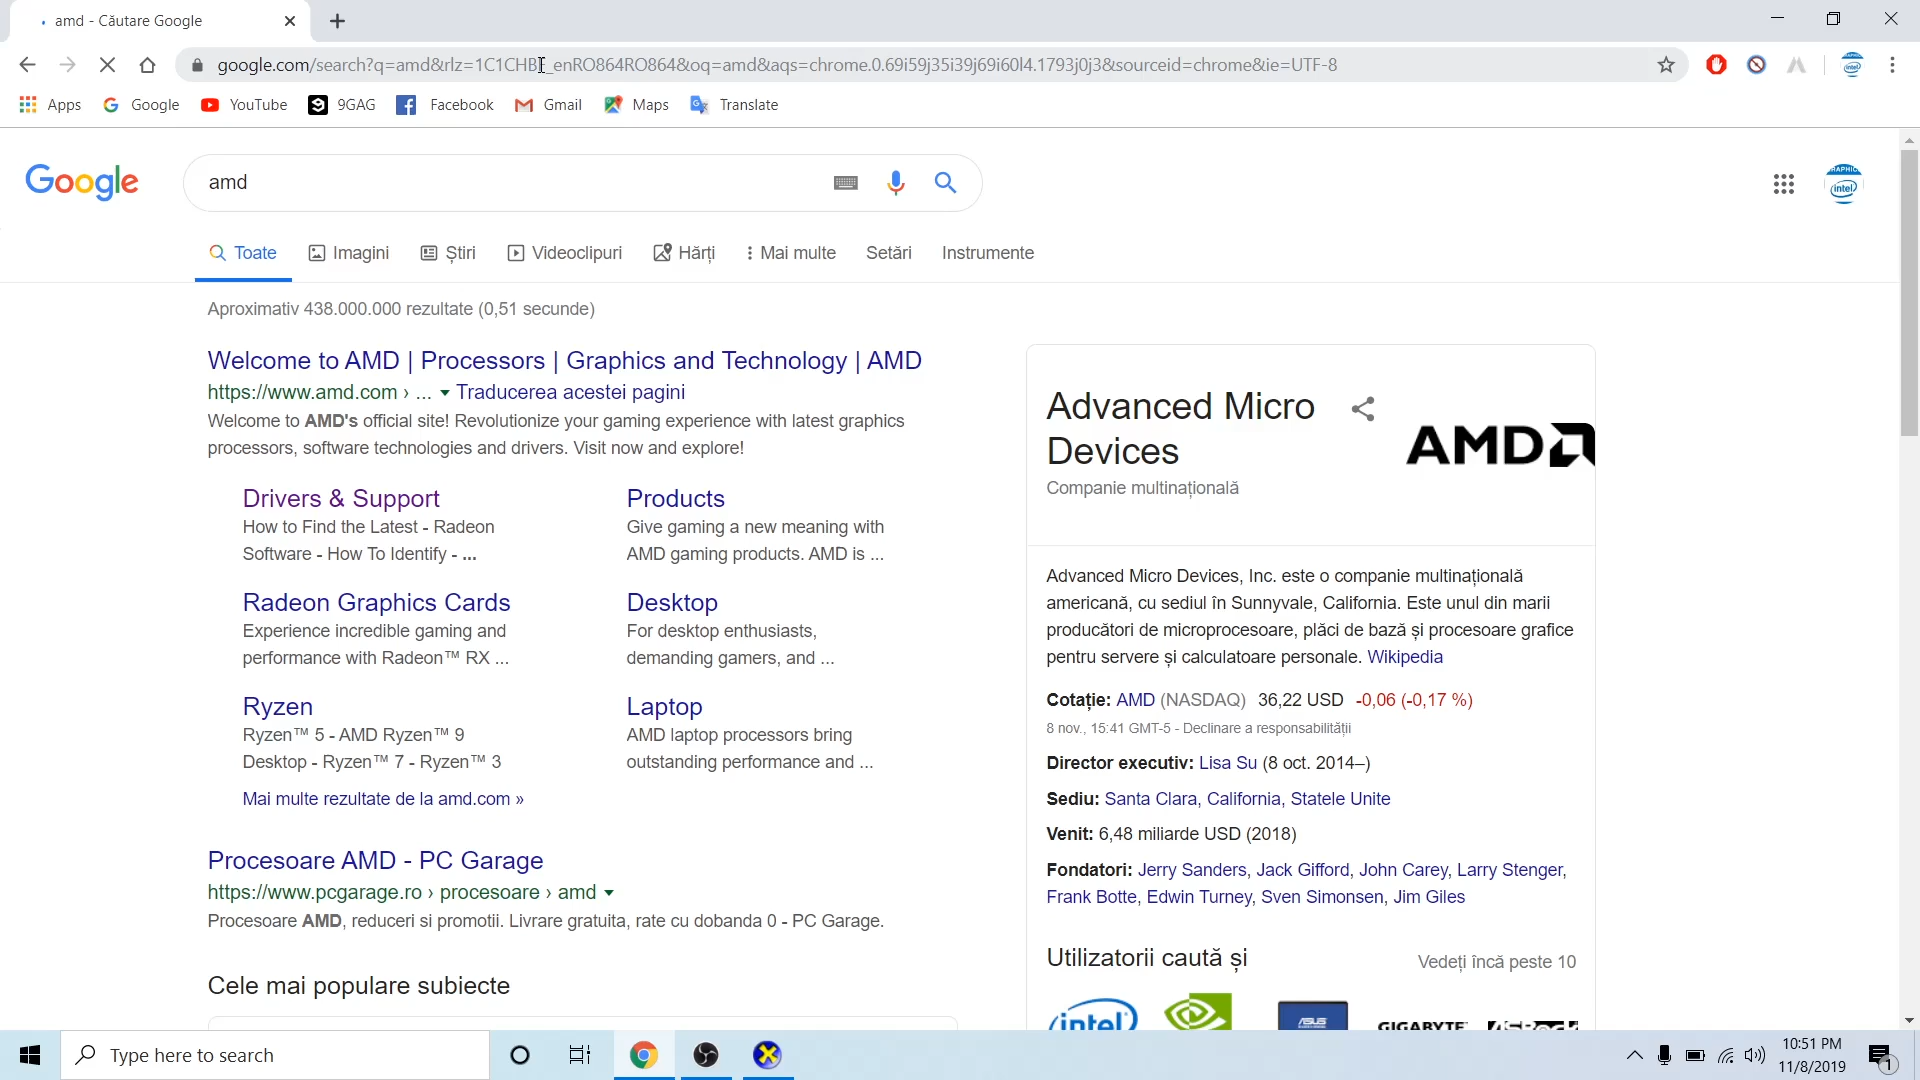 amd - Căutare Google
google.com/search?q=amd&rlz=1C1CHBF_enRO864RO864&oq=amd&aqs=chrome.0.69i59j35i39j69i60l4.1793j0j3&sourceid=chrome&ie=UTF-8
Apps Google YouTube 9GAG Facebook Gmail Maps Translate
Google
amd
GRAPHICS
intel
Toate Imagini Știri Videoclipuri Hărți Mai multe Setări Instrumente
Aproximativ 438.000.000 rezultate (0,51 secunde)
Welcome to AMD | Processors | Graphics and Technology | AMD
https://www.amd.com › ... Traducerea acestei pagini
Welcome to AMD's official site! Revolutionize your gaming experience with latest graphics
processors, software technologies and drivers. Visit now and explore!
Drivers & Support
How to Find the Latest - Radeon
Software - How To Identify - ...
Products
Give gaming a new meaning with
AMD gaming products. AMD is ...
Radeon Graphics Cards
Experience incredible gaming and
performance with Radeon™ RX ...
Desktop
For desktop enthusiasts,
demanding gamers, and ...
Ryzen
Ryzen™ 5 - AMD Ryzen™ 9
Desktop - Ryzen™ 7 - Ryzen™ 3
Laptop
AMD laptop processors bring
outstanding performance and ...
Mai multe rezultate de la amd.com »
Procesoare AMD - PC Garage
https://www.pcgarage.ro › procesoare › amd
Procesoare AMD, reduceri si promotii. Livrare gratuita, rate cu dobanda 0 - PC Garage.
Cele mai populare subiecte
Advanced Micro
Devices
AMD
Companie multinațională
Advanced Micro Devices, Inc. este o companie multinațională
americană, cu sediul în Sunnyvale, California. Este unul din marii
producători de microprocesoare, plăci de bază și procesoare grafice
pentru servere și calculatoare personale. Wikipedia
Cotație: AMD (NASDAQ) 36,22 USD -0,06 (-0,17 %)
8 nov., 15:41 GMT-5 - Declinare a responsabilității
Director executiv: Lisa Su (8 oct. 2014–)
Sediu: Santa Clara, California, Statele Unite
Venit: 6,48 miliarde USD (2018)
Fondatori: Jerry Sanders, Jack Gifford, John Carey, Larry Stenger,
Frank Botte, Edwin Turney, Sven Simonsen, Jim Giles
Utilizatorii caută și
Vedeți încă peste 10
intel ASUS GIGABYTE ASRock
Type here to search
10:51 PM
11/8/2019
1